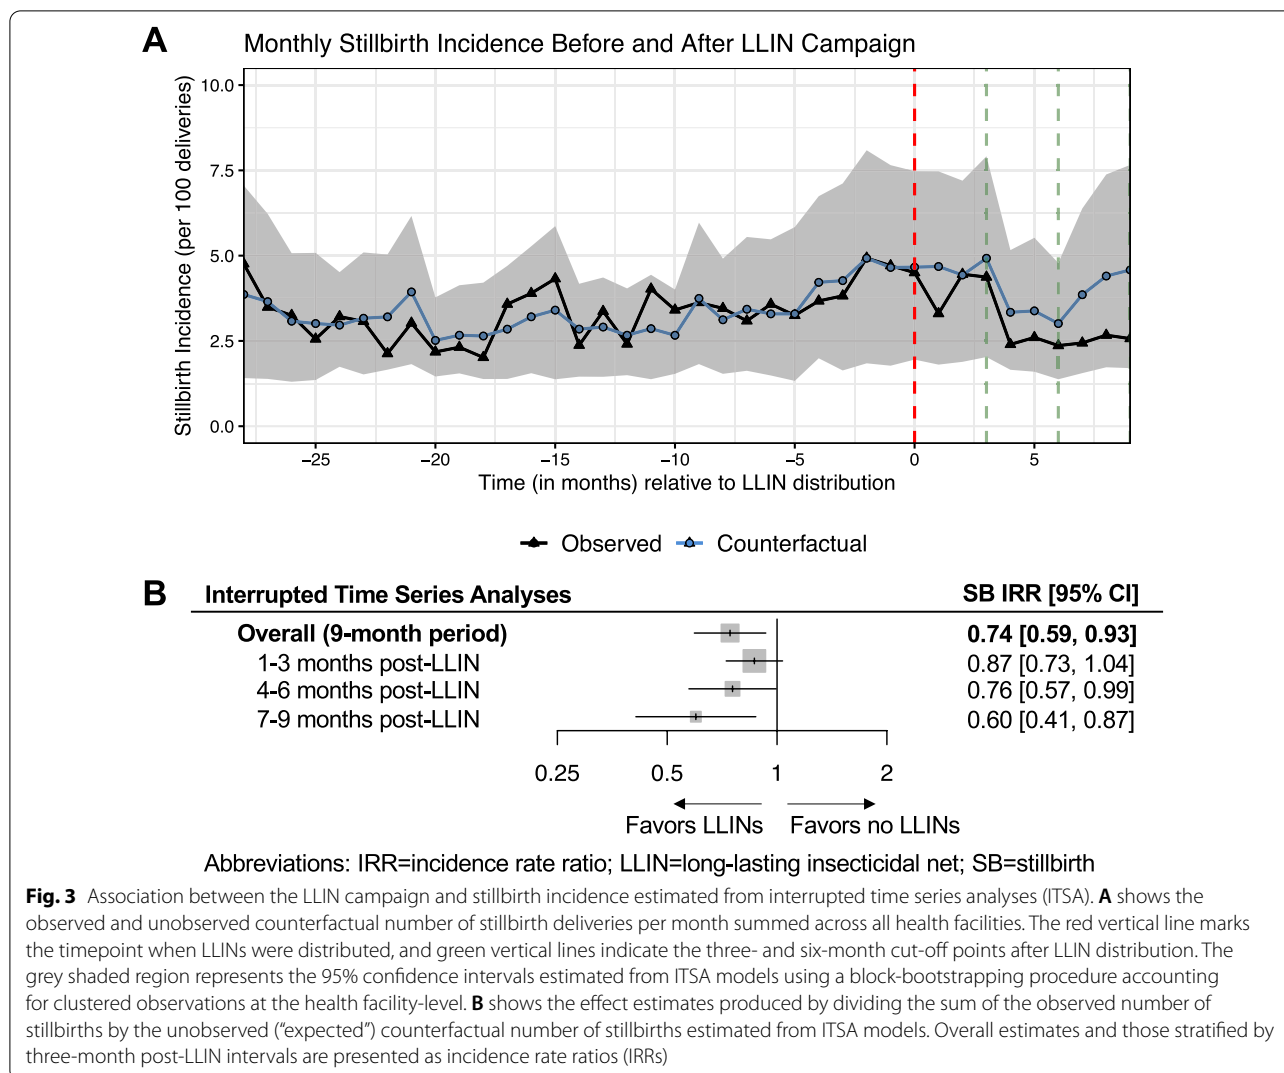 A
Monthly Stillbirth Incidence Before and After LLIN Campaign
Stillbirth Incidence (per 100 deliveries)
10.0
7.5
5.0
2.5
0.0
−25 −20 −15 −10 −5 0 5
Time (in months) relative to LLIN distribution
Observed Counterfactual
B
Interrupted Time Series Analyses SB IRR [95% CI]
Overall (9-month period) 0.74 [0.59, 0.93]
1-3 months post-LLIN 0.87 [0.73, 1.04]
4-6 months post-LLIN 0.76 [0.57, 0.99]
7-9 months post-LLIN 0.60 [0.41, 0.87]
0.25 0.5 1 2
Favors LLINs Favors no LLINs
Abbreviations: IRR=incidence rate ratio; LLIN=long-lasting insecticidal net; SB=stillbirth
Fig. 3 Association between the LLIN campaign and stillbirth incidence estimated from interrupted time series analyses (ITSA). A shows the
observed and unobserved counterfactual number of stillbirth deliveries per month summed across all health facilities. The red vertical line marks
the timepoint when LLINs were distributed, and green vertical lines indicate the three- and six-month cut-off points after LLIN distribution. The
grey shaded region represents the 95% confidence intervals estimated from ITSA models using a block-bootstrapping procedure accounting
for clustered observations at the health facility-level. B shows the effect estimates produced by dividing the sum of the observed number of
stillbirths by the unobserved (“expected”) counterfactual number of stillbirths estimated from ITSA models. Overall estimates and those stratified by
three-month post-LLIN intervals are presented as incidence rate ratios (IRRs)